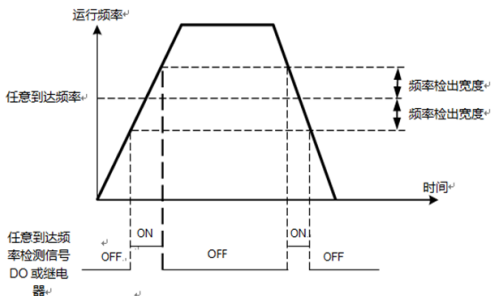 运行频率
任意到达频率
频率检出宽度
频率检出宽度
时间
任意到达频
率检测信号
DO 或继电
器
OFF
ON
OFF
ON
OFF